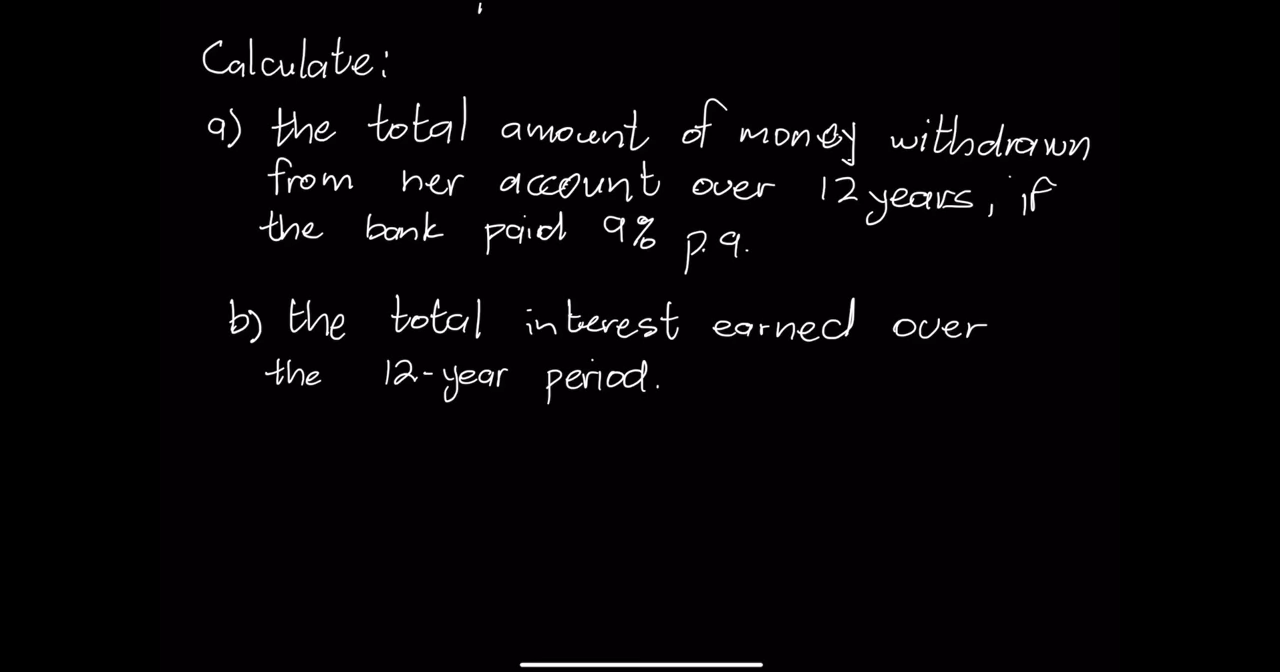 Calculate:
a) the total amount of money withdrawn
from her account over 12 years, if
the bank paid 9% p.a.
b) the total interest earned over
the 12-year period.